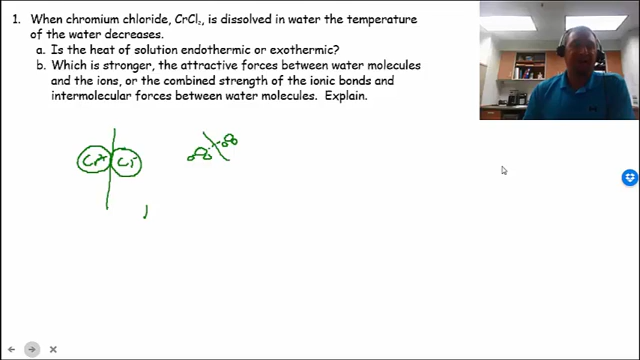 1. When chromium chloride, CrCl₂, is dissolved in water the temperature
of the water decreases.
a. Is the heat of solution endothermic or exothermic?
b. Which is stronger, the attractive forces between water molecules
and the ions, or the combined strength of the ionic bonds and
intermolecular forces between water molecules. Explain.
Cr⁺ Cl⁻